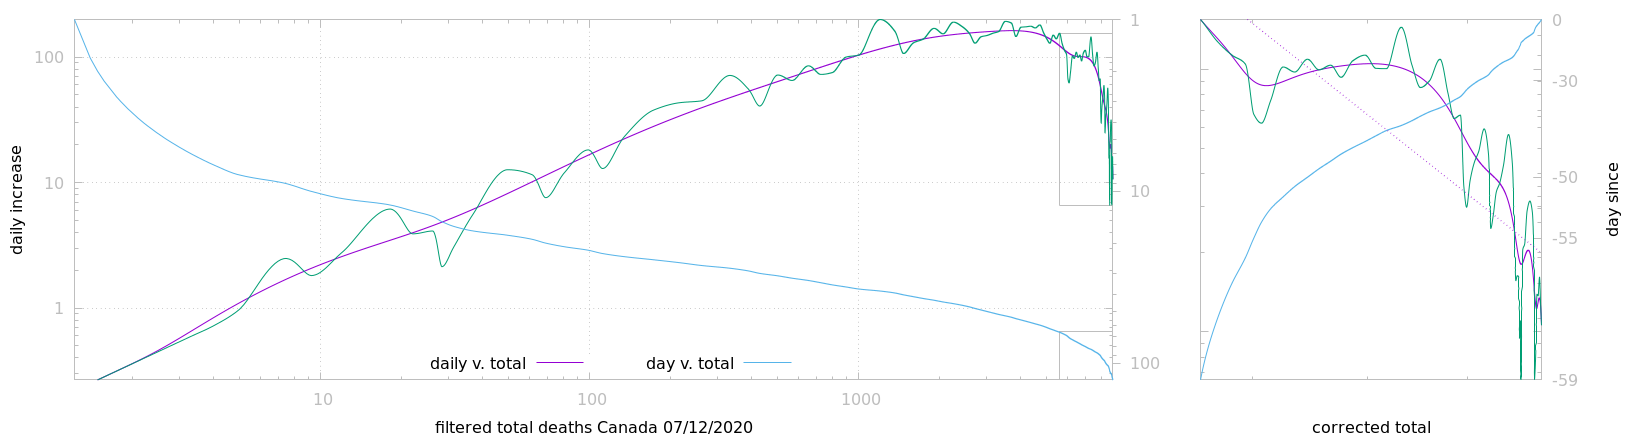 100
10
1
daily increase
10
100
1000
filtered total deaths Canada 07/12/2020
daily v. total
day v. total
1
10
100
0
-30
-50
-55
-59
day since
corrected total